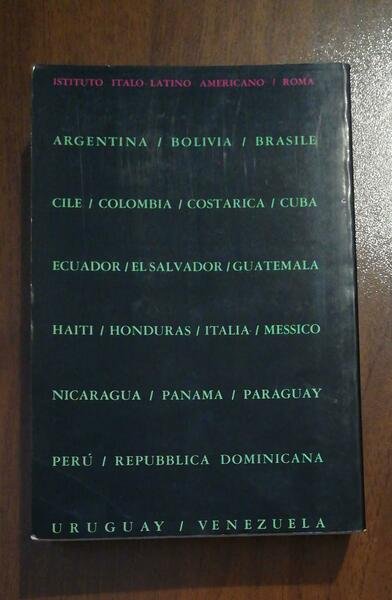 ISTITUTO ITALO-LATINO AMERICANO / ROMA
ARGENTINA / BOLIVIA / BRASILE
CILE / COLOMBIA / COSTARICA / CUBA
ECUADOR / EL SALVADOR / GUATEMALA
HAITI / HONDURAS / ITALIA / MESSICO
NICARAGUA / PANAMA / PARAGUAY
PERÚ / REPUBBLICA DOMINICANA
URUGUAY / VENEZUELA